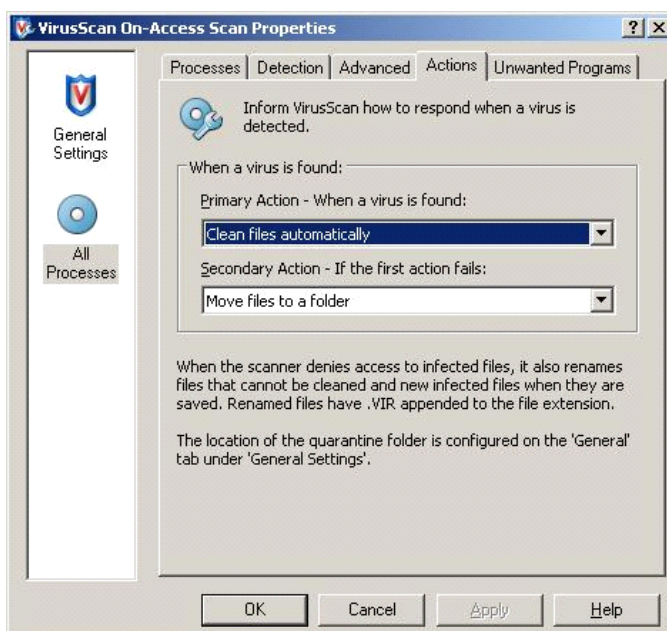 VirusScan On-Access Scan Properties
General
Settings
All
Processes
Processes
Detection
Advanced
Actions
Unwanted Programs
Inform VirusScan how to respond when a virus is
detected.
When a virus is found:
Primary Action - When a virus is found:
Clean files automatically
Secondary Action - If the first action fails:
Move files to a folder
When the scanner denies access to infected files, it also renames
files that cannot be cleaned and new infected files when they are
saved. Renamed files have .VIR appended to the file extension.
The location of the quarantine folder is configured on the 'General'
tab under 'General Settings'.
OK
Cancel
Apply
Help